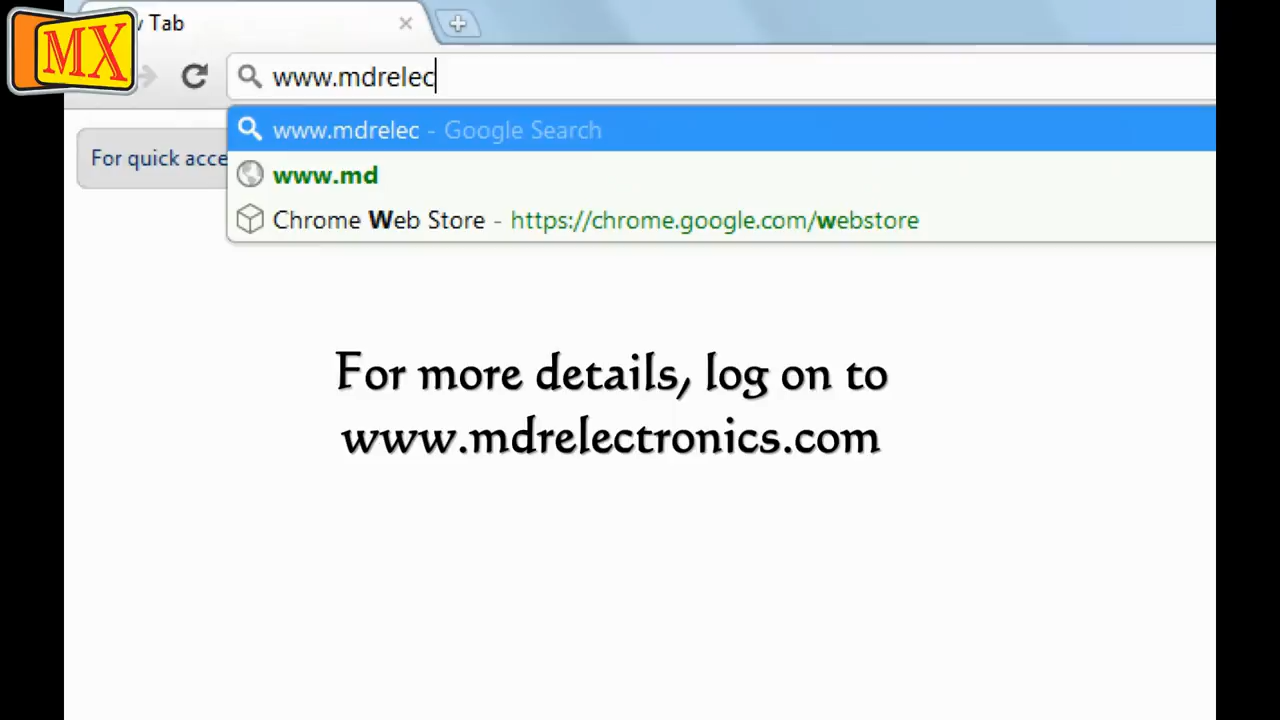 MX
Tab
www.mdrelec
www.mdrelec - Google Search
For quick acce
www.md
Chrome Web Store - https://chrome.google.com/webstore
For more details, log on to
www.mdrelectronics.com